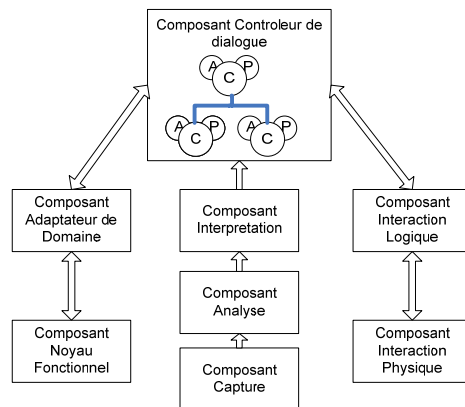 Composant Controleur de
dialogue
A P
C
A P
C
A P
C
Composant
Adaptateur de
Domaine
Composant
Interpretation
Composant
Interaction
Logique
Composant
Analyse
Composant
Noyau
Fonctionnel
Composant
Capture
Composant
Interaction
Physique